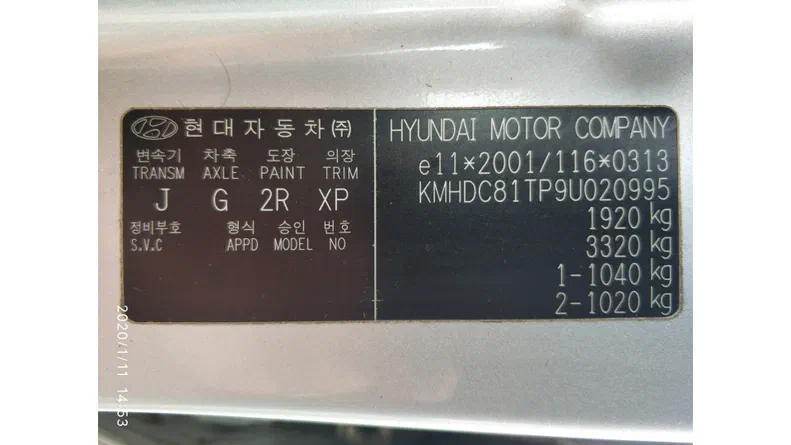 현대자동차㈜
변속기 차축 도장 의장
TRANSM AXLE PAINT TRIM
J G 2R XP
정비부호 형식 승인 번호
S.V.C APPD MODEL NO
HYUNDAI MOTOR COMPANY
e11*2001/116*0313
KMHDC81TP9U020995
1920 kg
3320 kg
1-1040 kg
2-1020 kg
2020/1/11 14:53